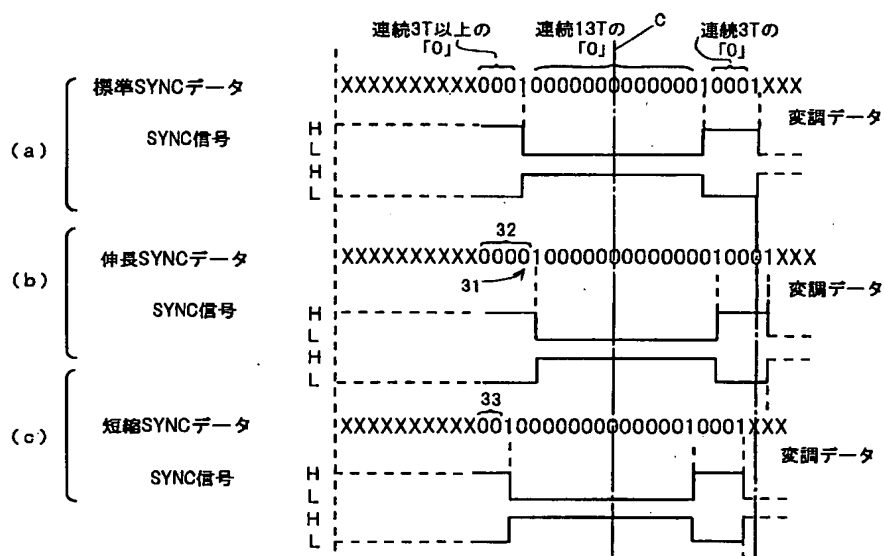 連続3T以上の
「0」
連続13Tの
「0」
C
連続3Tの
「0」
(a)
標準SYNCデータ
XXXXXXXXXX0001000000000000010001XXX
変調データ
SYNC信号
H
L
H
L
(b)
32
伸長SYNCデータ
XXXXXXXXXX00001000000000000010001XXX
31
変調データ
SYNC信号
H
L
H
L
(c)
33
短縮SYNCデータ
XXXXXXXXXX001000000000000010001XXX
変調データ
SYNC信号
H
L
H
L